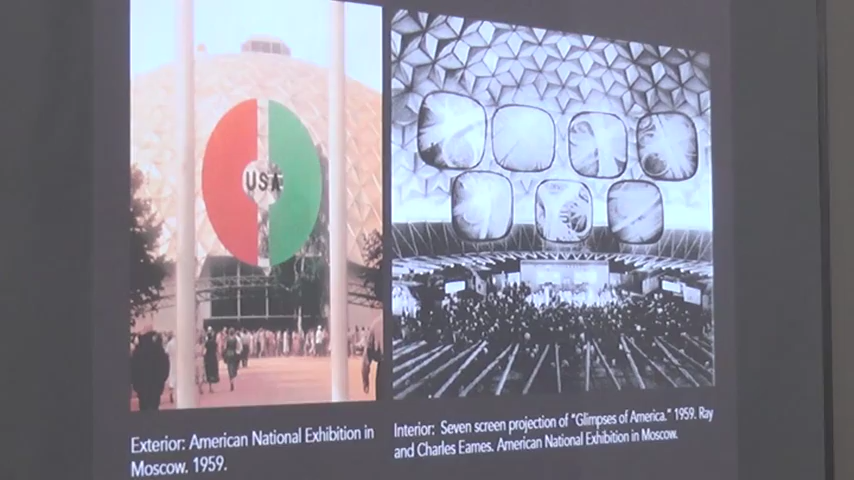 USA
Exterior: American National Exhibition in
Moscow. 1959.
Interior: Seven screen projection of "Glimpses of America." 1959. Ray
and Charles Eames. American National Exhibition in Moscow.